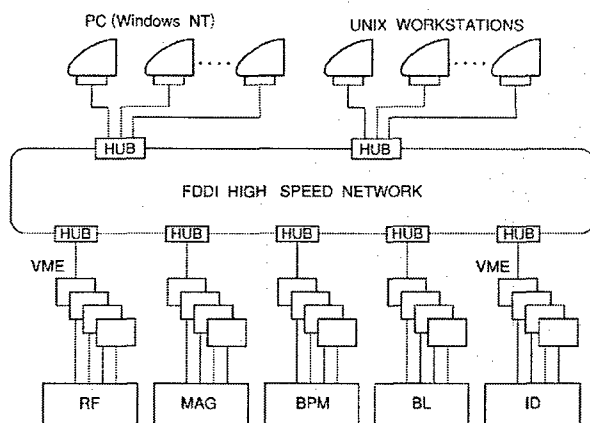 PC (Windows NT)
UNIX WORKSTATIONS
HUB
HUB
FDDI HIGH SPEED NETWORK
HUB
HUB
HUB
HUB
HUB
VME
VME
RF
MAG
BPM
BL
ID